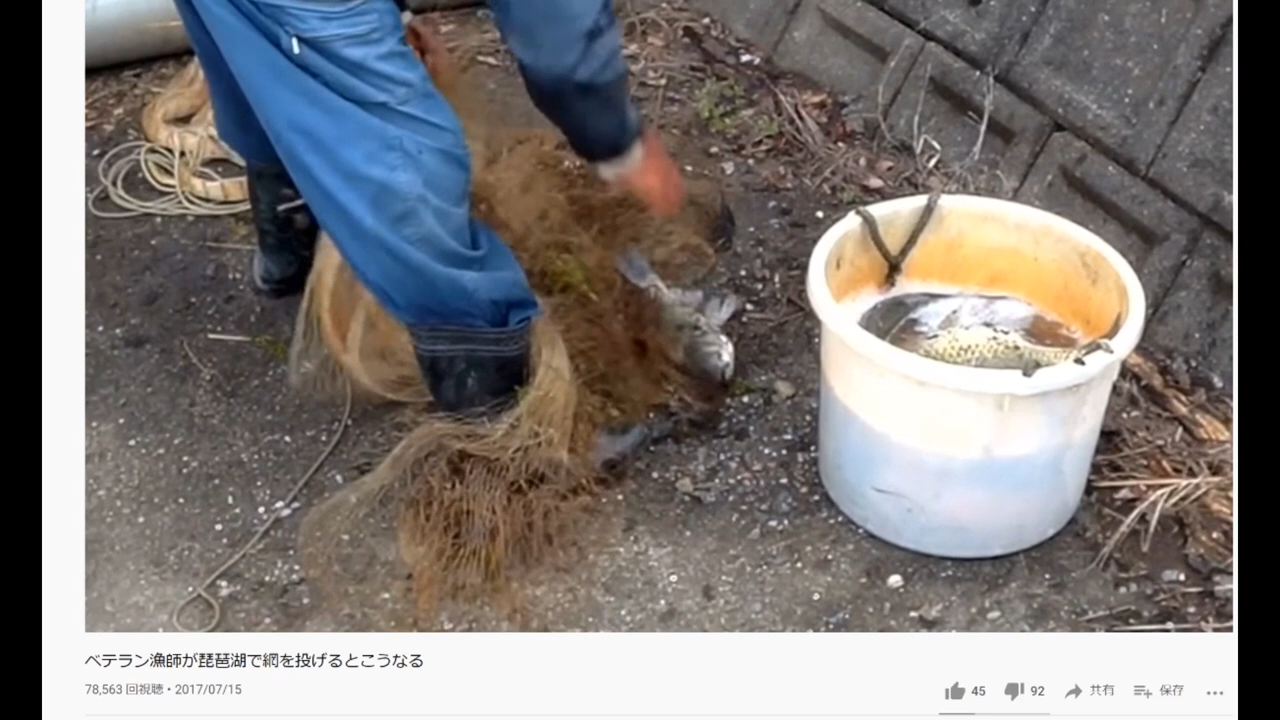 ベテラン漁師が琵琶湖で網を投げるとこうなる
78,563 回視聴・2017/07/15
45 92 共有 保存